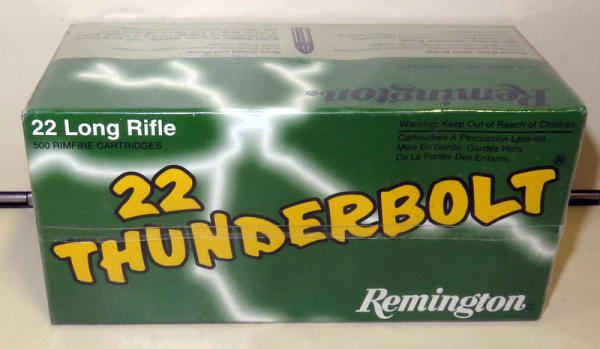 Remington®
22 Long Rifle
500 RIMFIRE CARTRIDGES
Warning: Keep Out of Reach of Children
Cartouches A Percussion Latérale
Mise En Garde: Gardez Hors
De La Portée Des Enfants.
22
THUNDERBOLT®
Remington®